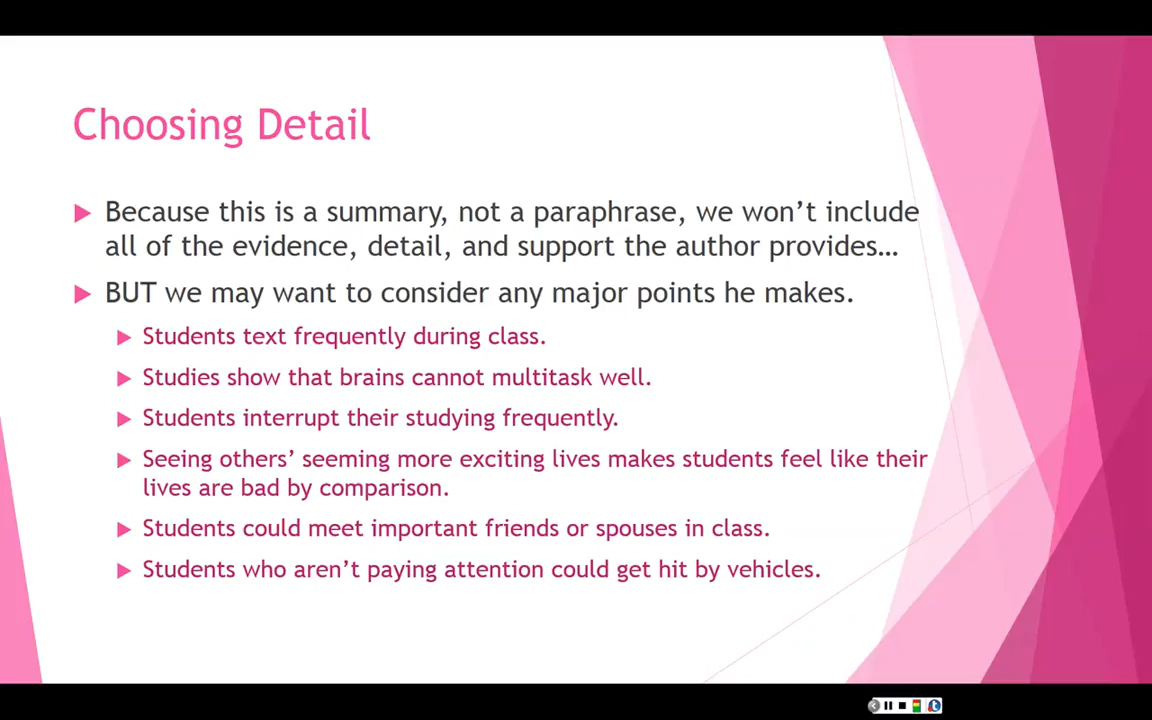 Choosing Detail
Because this is a summary, not a paraphrase, we won’t include
all of the evidence, detail, and support the author provides…
BUT we may want to consider any major points he makes.
Students text frequently during class.
Studies show that brains cannot multitask well.
Students interrupt their studying frequently.
Seeing others’ seeming more exciting lives makes students feel like their
lives are bad by comparison.
Students could meet important friends or spouses in class.
Students who aren’t paying attention could get hit by vehicles.